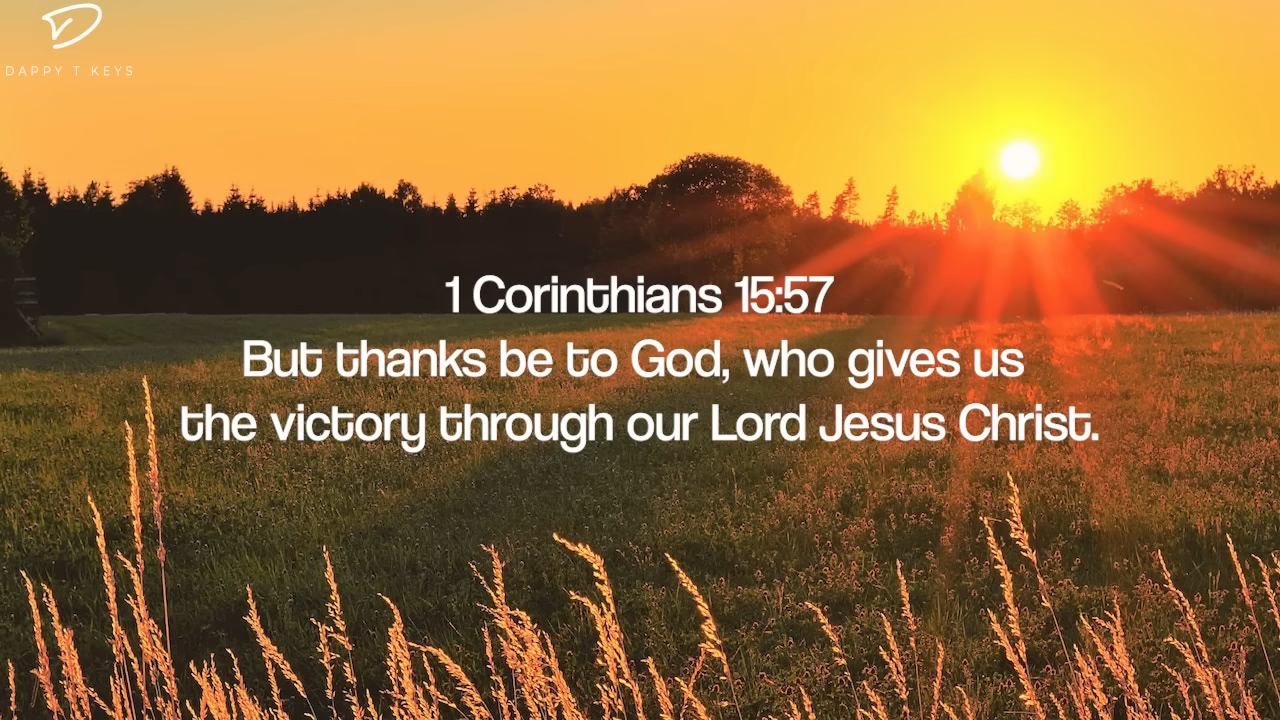 DAPPY T KEYS
1 Corinthians 15:57
But thanks be to God, who gives us
the victory through our Lord Jesus Christ.